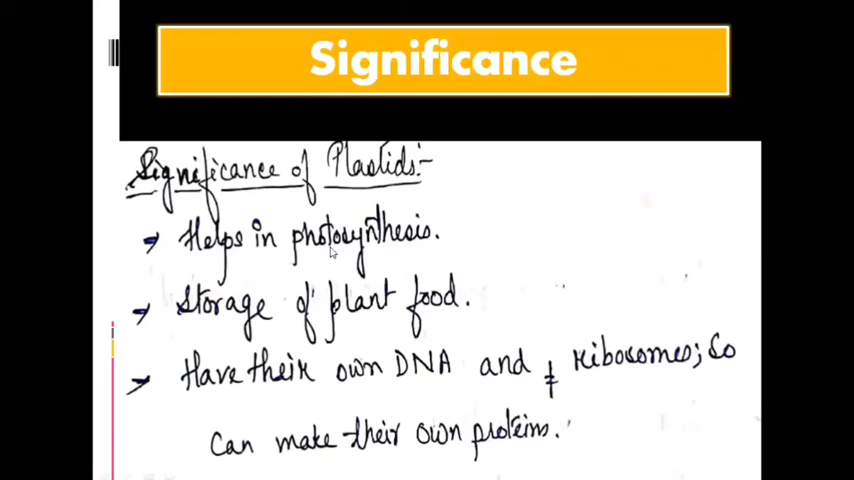 Significance
Significance of Plastids:-
→ Helps in photosynthesis.
→ Storage of plant food.
→ Have their own DNA and Ribosomes; So
Can make their own proteins.